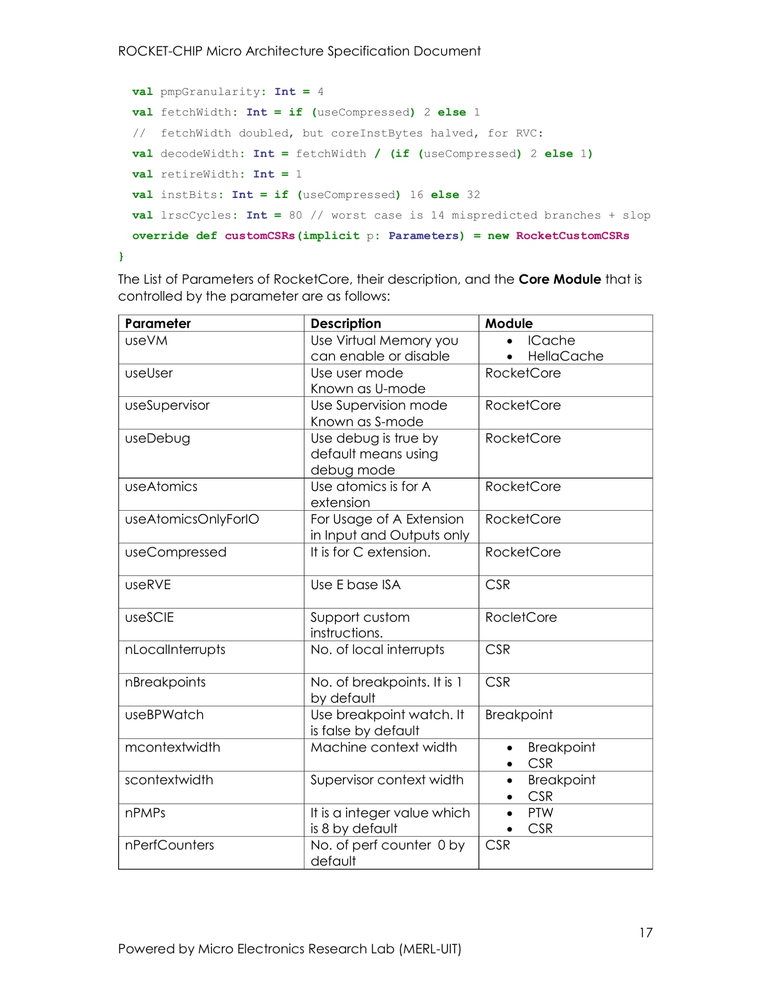 ROCKET-CHIP Micro Architecture Specification Document
val pmpGranularity: Int = 4
val fetchWidth: Int = if (useCompressed) 2 else 1
//  fetchWidth doubled, but coreInstBytes halved, for RVC:
val decodeWidth: Int = fetchWidth / (if (useCompressed) 2 else 1)
val retireWidth: Int = 1
val instBits: Int = if (useCompressed) 16 else 32
val lrscCycles: Int = 80 // worst case is 14 mispredicted branches + slop
override def customCSRs(implicit p: Parameters) = new RocketCustomCSRs
}
The List of Parameters of RocketCore, their description, and the Core Module that is
controlled by the parameter are as follows:
Parameter Description Module
useVM Use Virtual Memory you • ICache
can enable or disable • HellaCache
useUser Use user mode RocketCore
Known as U-mode
useSupervisor Use Supervision mode RocketCore
Known as S-mode
useDebug Use debug is true by RocketCore
default means using
debug mode
useAtomics Use atomics is for A RocketCore
extension
useAtomicsOnlyForIO For Usage of A Extension RocketCore
in Input and Outputs only
useCompressed It is for C extension. RocketCore
useRVE Use E base ISA CSR
useSCIE Support custom RocletCore
instructions.
nLocalInterrupts No. of local interrupts CSR
nBreakpoints No. of breakpoints. It is 1 CSR
by default
useBPWatch Use breakpoint watch. It Breakpoint
is false by default
mcontextwidth Machine context width • Breakpoint
• CSR
scontextwidth Supervisor context width • Breakpoint
• CSR
nPMPs It is a integer value which • PTW
is 8 by default • CSR
nPerfCounters No. of perf counter  0 by CSR
default
17
Powered by Micro Electronics Research Lab (MERL-UIT)